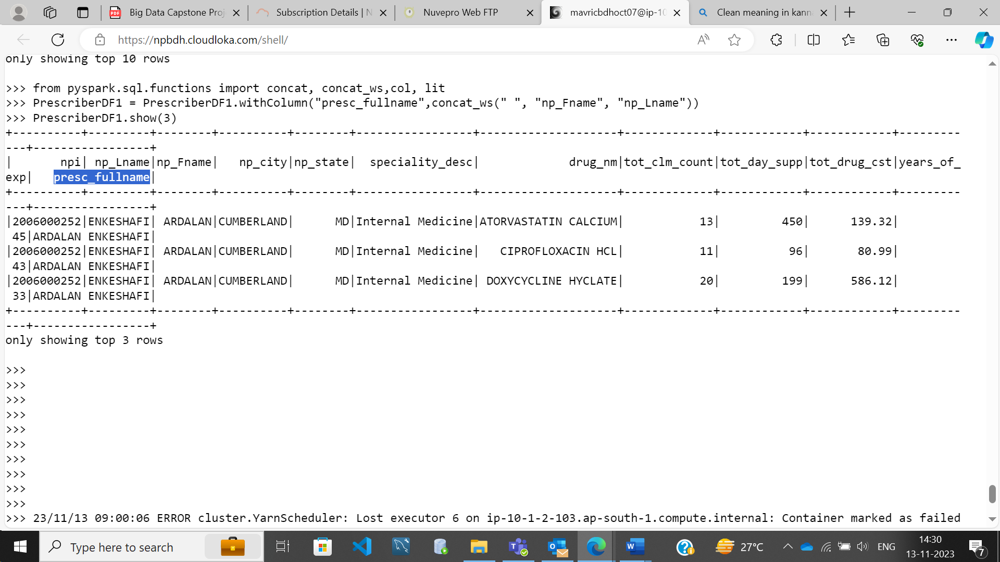 Big Data Capstone Proj
Subscription Details | N
Nuvepro Web FTP
mavricbdhoct07@ip-10
Clean meaning in kanna
https://npbdh.cloudloka.com/shell/
only showing top 10 rows
>>> from pyspark.sql.functions import concat, concat_ws,col, lit
>>> PrescriberDF1 = PrescriberDF1.withColumn("presc_fullname",concat_ws(" ", "np_Fname", "np_Lname"))
>>> PrescriberDF1.show(3)
+----------+---------+--------+----------+--------+-----------------+--------------------+-------------+------------+------------+---------
---+-----------------+
|       npi| np_Lname|np_Fname|   np_city|np_state|  speciality_desc|             drug_nm|tot_clm_count|tot_day_supp|tot_drug_cst|years_of_
exp|   presc_fullname|
+----------+---------+--------+----------+--------+-----------------+--------------------+-------------+------------+------------+---------
---+-----------------+
|2006000252|ENKESHAFI| ARDALAN|CUMBERLAND|      MD|Internal Medicine|ATORVASTATIN CALCIUM|           13|         450|      139.32|
 45|ARDALAN ENKESHAFI|
|2006000252|ENKESHAFI| ARDALAN|CUMBERLAND|      MD|Internal Medicine|   CIPROFLOXACIN HCL|           11|          96|       80.99|
 43|ARDALAN ENKESHAFI|
|2006000252|ENKESHAFI| ARDALAN|CUMBERLAND|      MD|Internal Medicine| DOXYCYCLINE HYCLATE|           20|         199|      586.12|
 33|ARDALAN ENKESHAFI|
+----------+---------+--------+----------+--------+-----------------+--------------------+-------------+------------+------------+---------
---+-----------------+
only showing top 3 rows
>>>
>>>
>>>
>>>
>>>
>>>
>>>
>>>
>>>
>>>
>>> 23/11/13 09:00:06 ERROR cluster.YarnScheduler: Lost executor 6 on ip-10-1-2-103.ap-south-1.compute.internal: Container marked as failed
Type here to search
27°C
ENG
14:30
13-11-2023
7